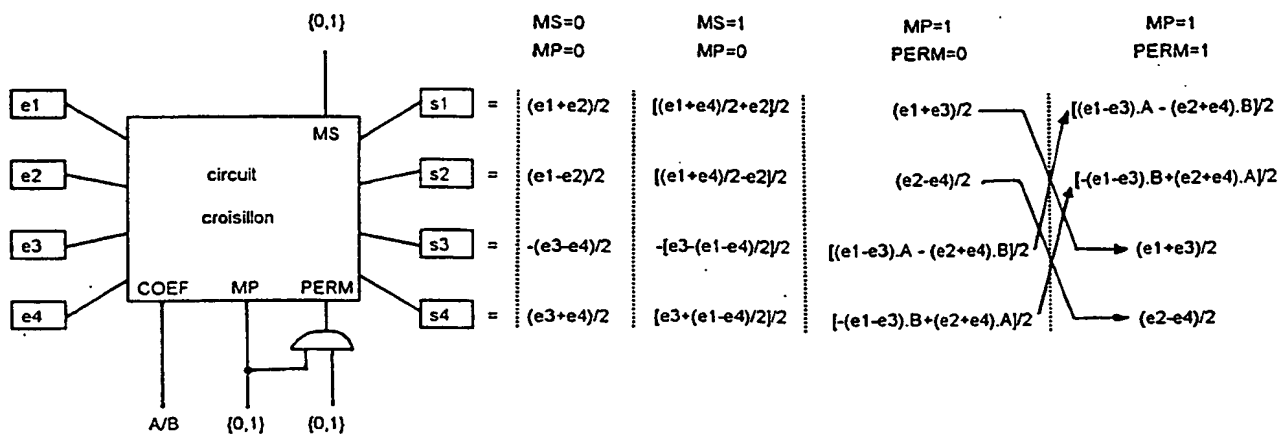 {0,1} MS=0 MS=1 MP=1 MP=1
MP=0 MP=0 PERM=0 PERM=1
e1 s1 = (e1+e2)/2 [(e1+e4)/2+e2]/2 (e1+e3)/2 [(e1-e3).A - (e2+e4).B]/2
MS
e2 circuit s2 = (e1-e2)/2 [(e1+e4)/2-e2]/2 (e2-e4)/2 [-(e1-e3).B+(e2+e4).A]/2
croisillon
e3 s3 = -(e3-e4)/2 -[e3-(e1-e4)/2]/2 [(e1-e3).A - (e2+e4).B]/2 (e1+e3)/2
COEF MP PERM
e4 s4 = (e3+e4)/2 [e3+(e1-e4)/2]/2 [-(e1-e3).B+(e2+e4).A]/2 (e2-e4)/2
A/B {0,1} {0,1}